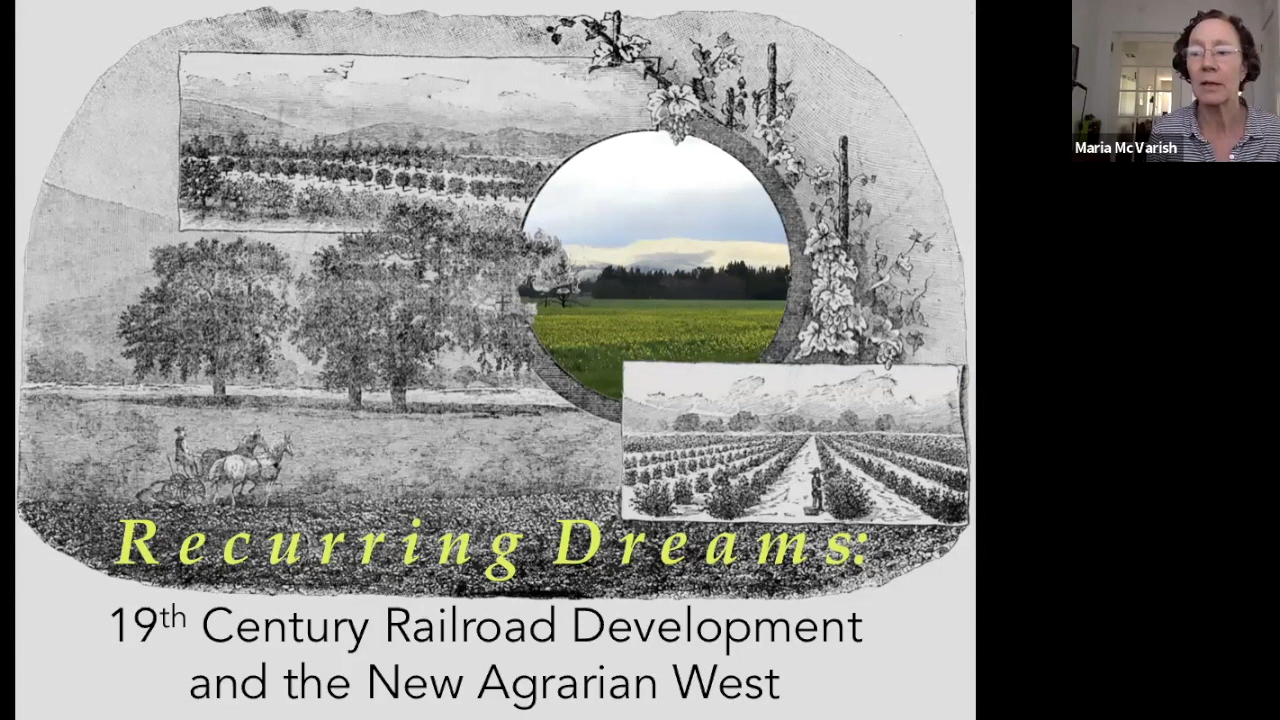 Maria McVarish
Recurring Dreams:
19th Century Railroad Development
and the New Agrarian West